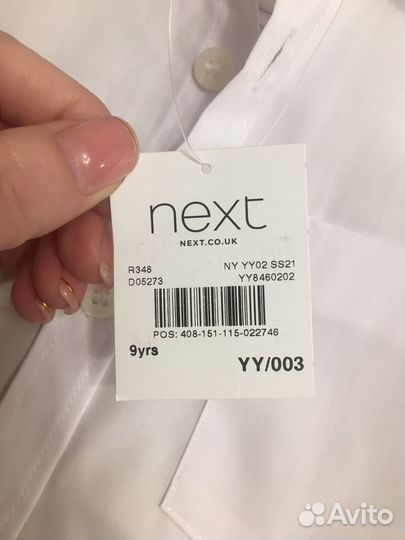 next
NEXT.CO.UK
R348 NY YY02 SS21
D05273 YY8460202
POS: 408-151-115-022746
9yrs
YY/003
Avito